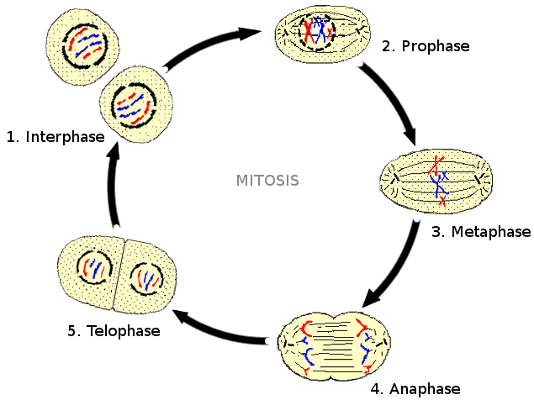 2. Prophase
1. Interphase
MITOSIS
3. Metaphase
5. Telophase
4. Anaphase